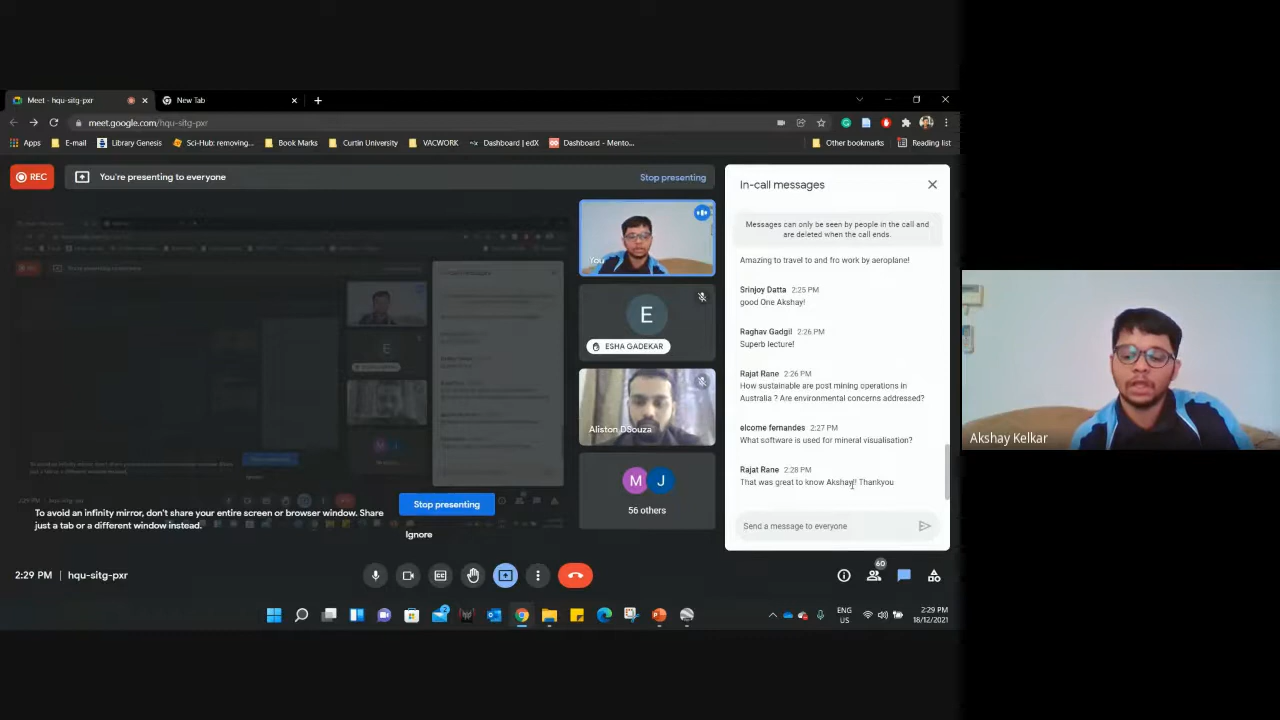 Meet - hqu-sitg-pxr
New Tab
meet.google.com/hqu-sitg-pxr
Apps
E-mail
Library Genesis
Sci-Hub: removing...
Book Marks
Curtin University
VACWORK
Dashboard | edX
Dashboard - Mento...
Other bookmarks
Reading list
REC
You're presenting to everyone
Stop presenting
You
E
ESHA GADEKAR
Aliston DSouza
M
J
56 others
To avoid an infinity mirror, don't share your entire screen or browser window. Share
just a tab or a different window instead.
Stop presenting
Ignore
In-call messages
Messages can only be seen by people in the call and
are deleted when the call ends.
Amazing to travel to and fro work by aeroplane!
Srinjoy Datta 2:25 PM
good One Akshay!
Raghav Gadgil 2:26 PM
Superb lecture!
Rajat Rane 2:26 PM
How sustainable are post mining operations in
Australia ? Are environmental concerns addressed?
elcome fernandes 2:27 PM
What software is used for mineral visualisation?
Rajat Rane 2:28 PM
That was great to know Akshay!! Thankyou
Send a message to everyone
2:29 PM | hqu-sitg-pxr
60
ENG
US
2:29 PM
18/12/2021
Akshay Kelkar